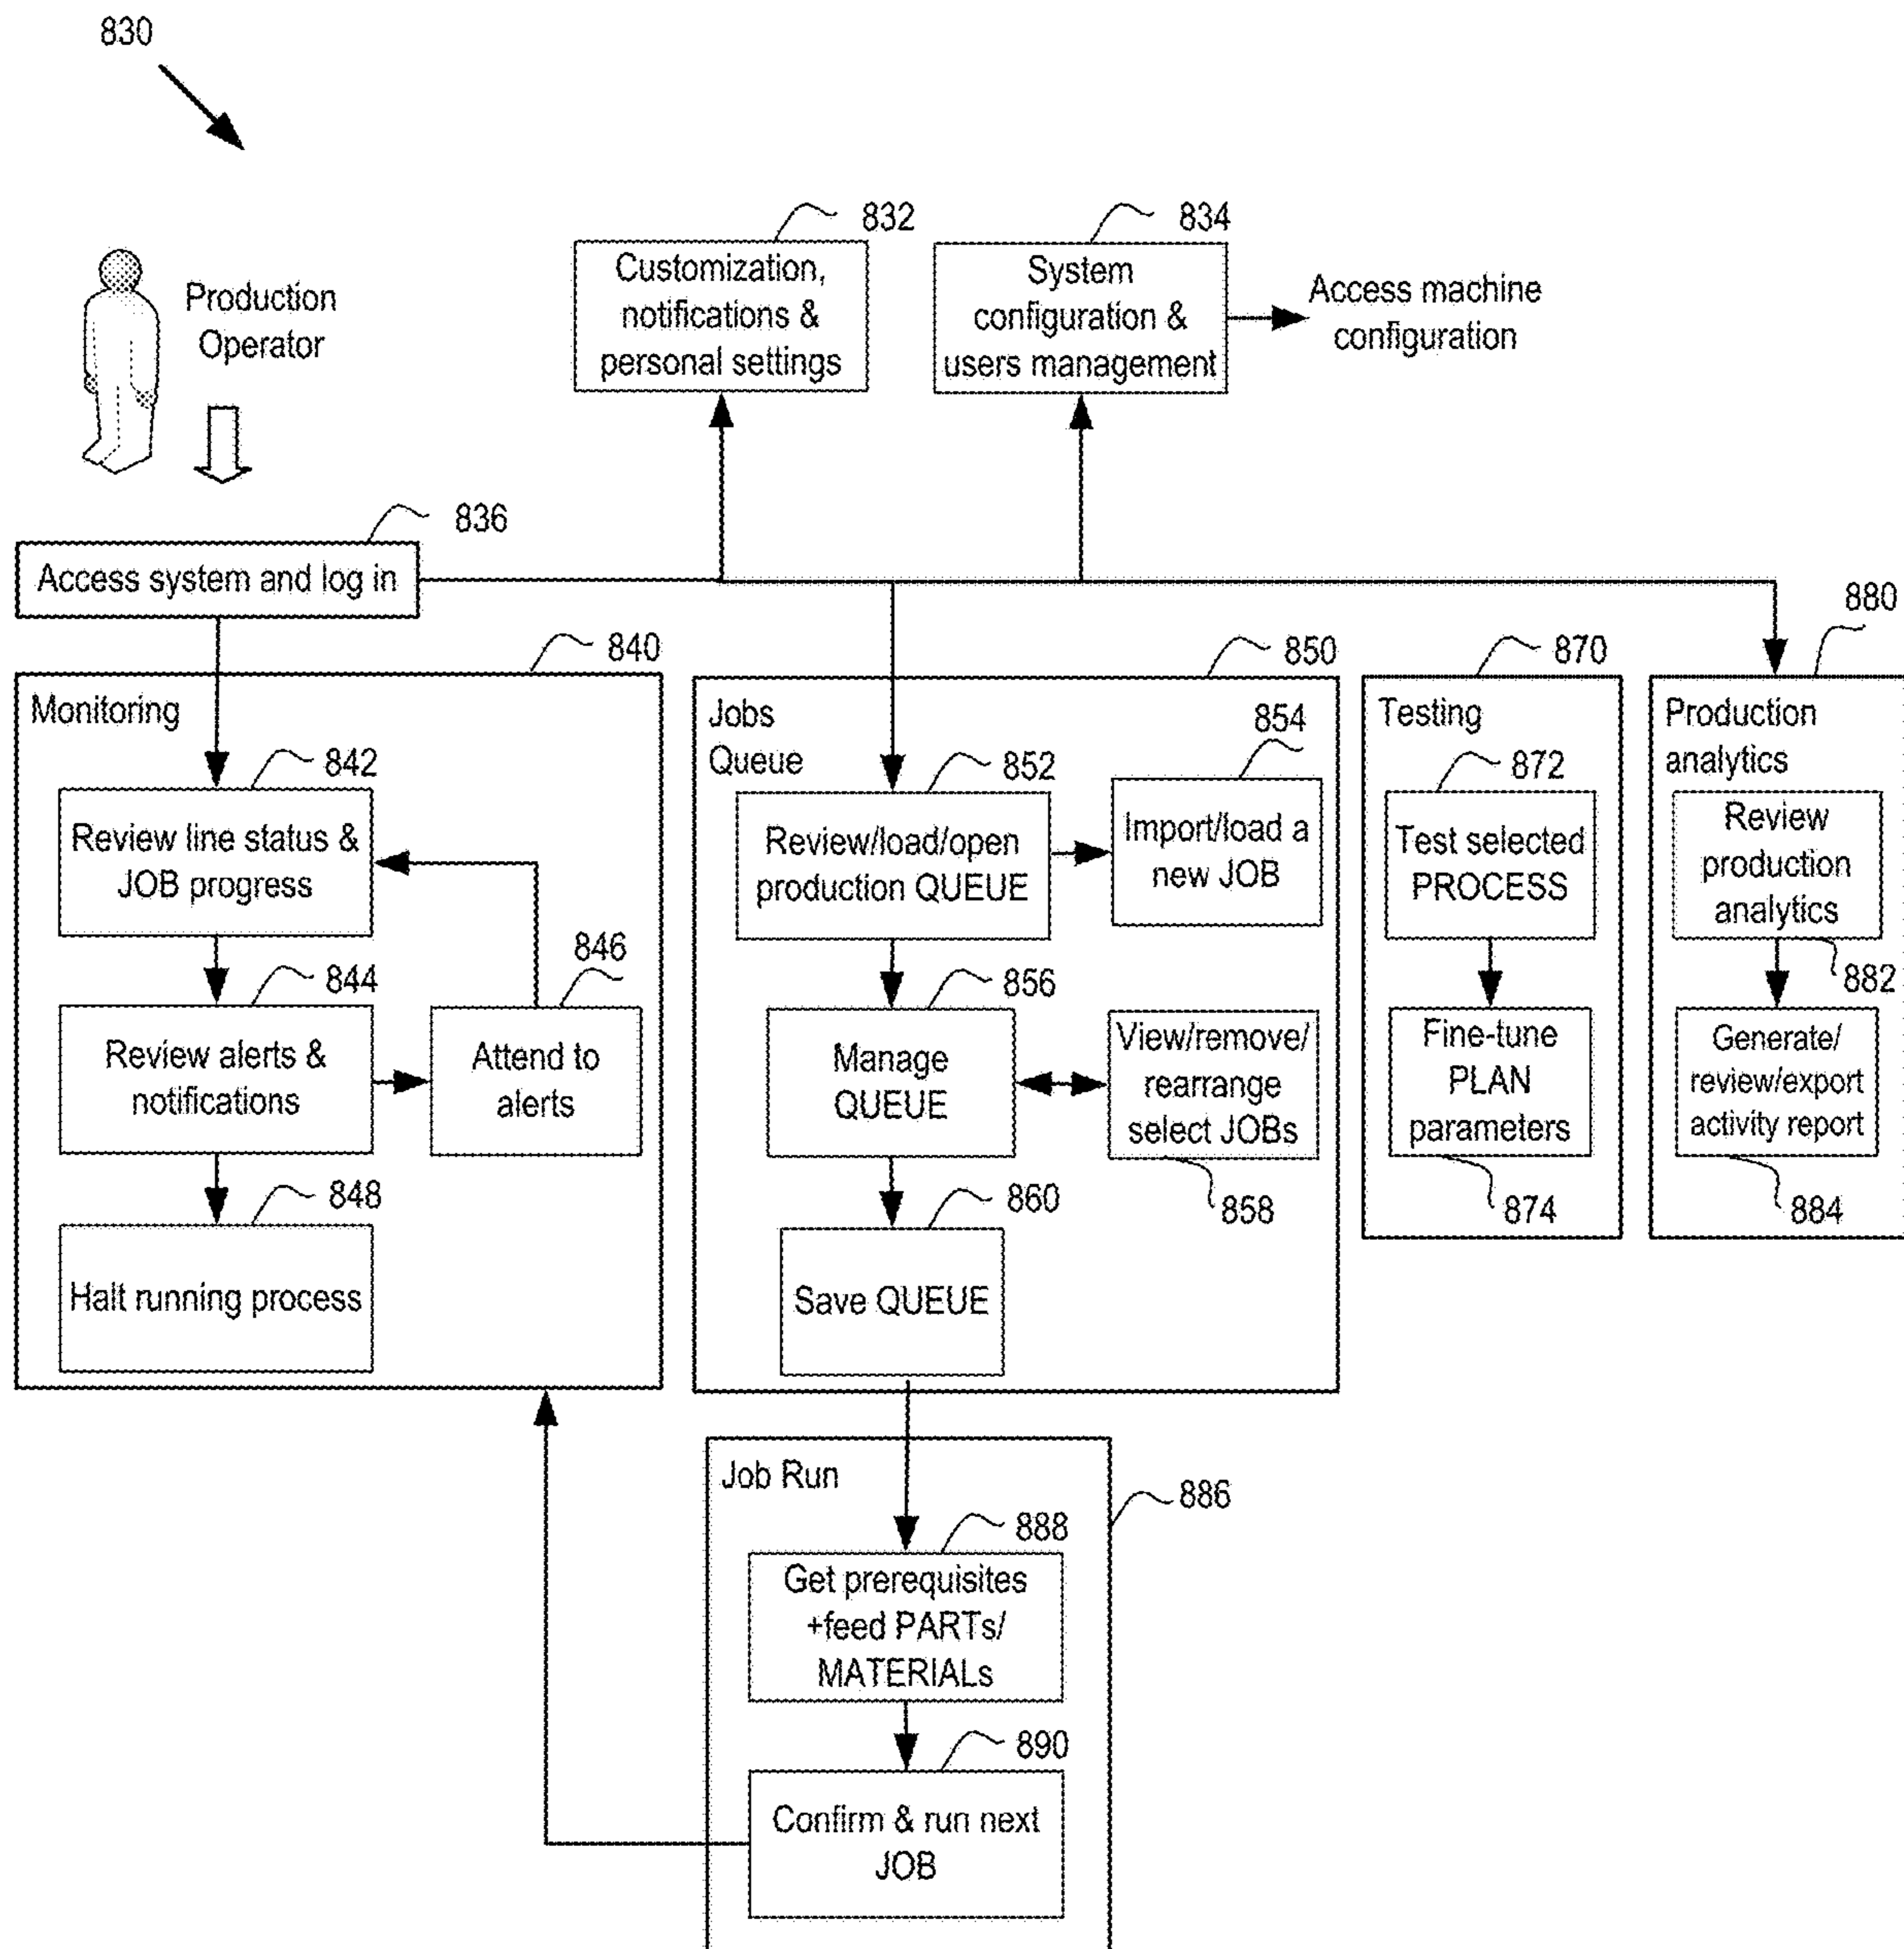 830
Production
Operator
832
Customization,
notifications &
personal settings
834
System
configuration &
users management
Access machine
configuration
836
Access system and log in
840
Monitoring
842
Review line status &
JOB progress
844
Review alerts &
notifications
846
Attend to
alerts
848
Halt running process
850
Jobs
Queue
852
Review/load/open
production QUEUE
854
Import/load a
new JOB
856
Manage
QUEUE
View/remove/
rearrange
select JOBs
858
860
Save QUEUE
870
Testing
872
Test selected
PROCESS
Fine-tune
PLAN
parameters
874
880
Production
analytics
Review
production
analytics
882
Generate/
review/export
activity report
884
Job Run
886
888
Get prerequisites
+feed PARTs/
MATERIALs
890
Confirm & run next
JOB